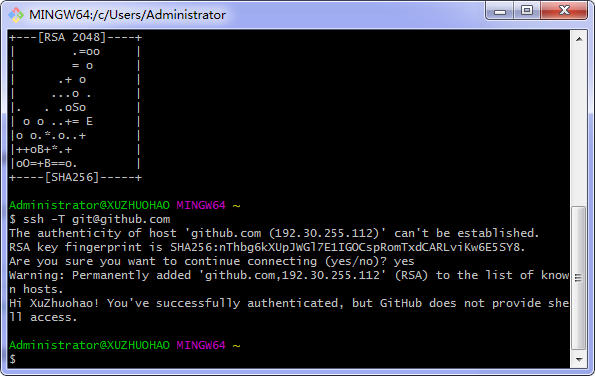 MINGW64:/c/Users/Administrator
+---[RSA 2048]----+
|       .=oo      |
|       = o       |
|     .+ o        |
|    ...o .       |
|.   . .oSo       |
| o o ..+= E      |
|o o.*.o..+       |
|++oB+*.+         |
|oO=+B==o.        |
+----[SHA256]-----+
Administrator@XUZHUOHAO MINGW64 ~
$ ssh -T git@github.com
The authenticity of host 'github.com (192.30.255.112)' can't be established.
RSA key fingerprint is SHA256:nThbg6kXUpJWGl7E1IGOCspRomTxdCARLviKw6E5SY8.
Are you sure you want to continue connecting (yes/no)? yes
Warning: Permanently added 'github.com,192.30.255.112' (RSA) to the list of know
n hosts.
Hi XuZhuohao! You've successfully authenticated, but GitHub does not provide she
ll access.
Administrator@XUZHUOHAO MINGW64 ~
$